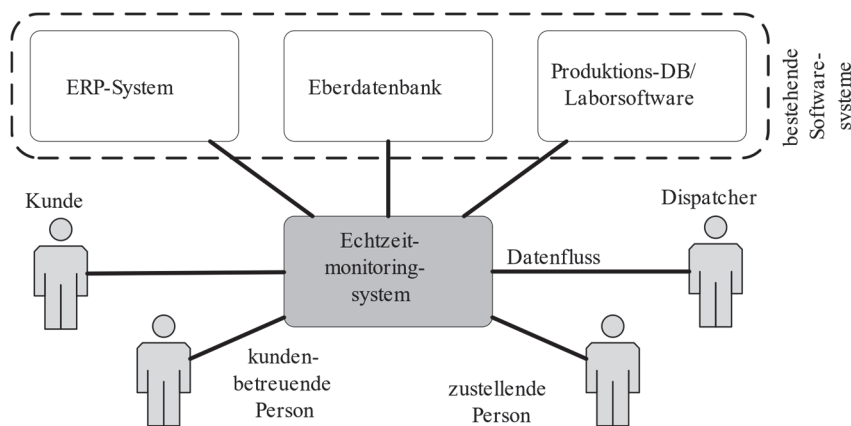 ERP-System
Eberdatenbank
Produktions-DB/
Laborsoftware
bestehende
Software-
systeme
Kunde
Dispatcher
Echtzeit-
monitoring-
system
Datenfluss
kunden-
betreuende
Person
zustellende
Person